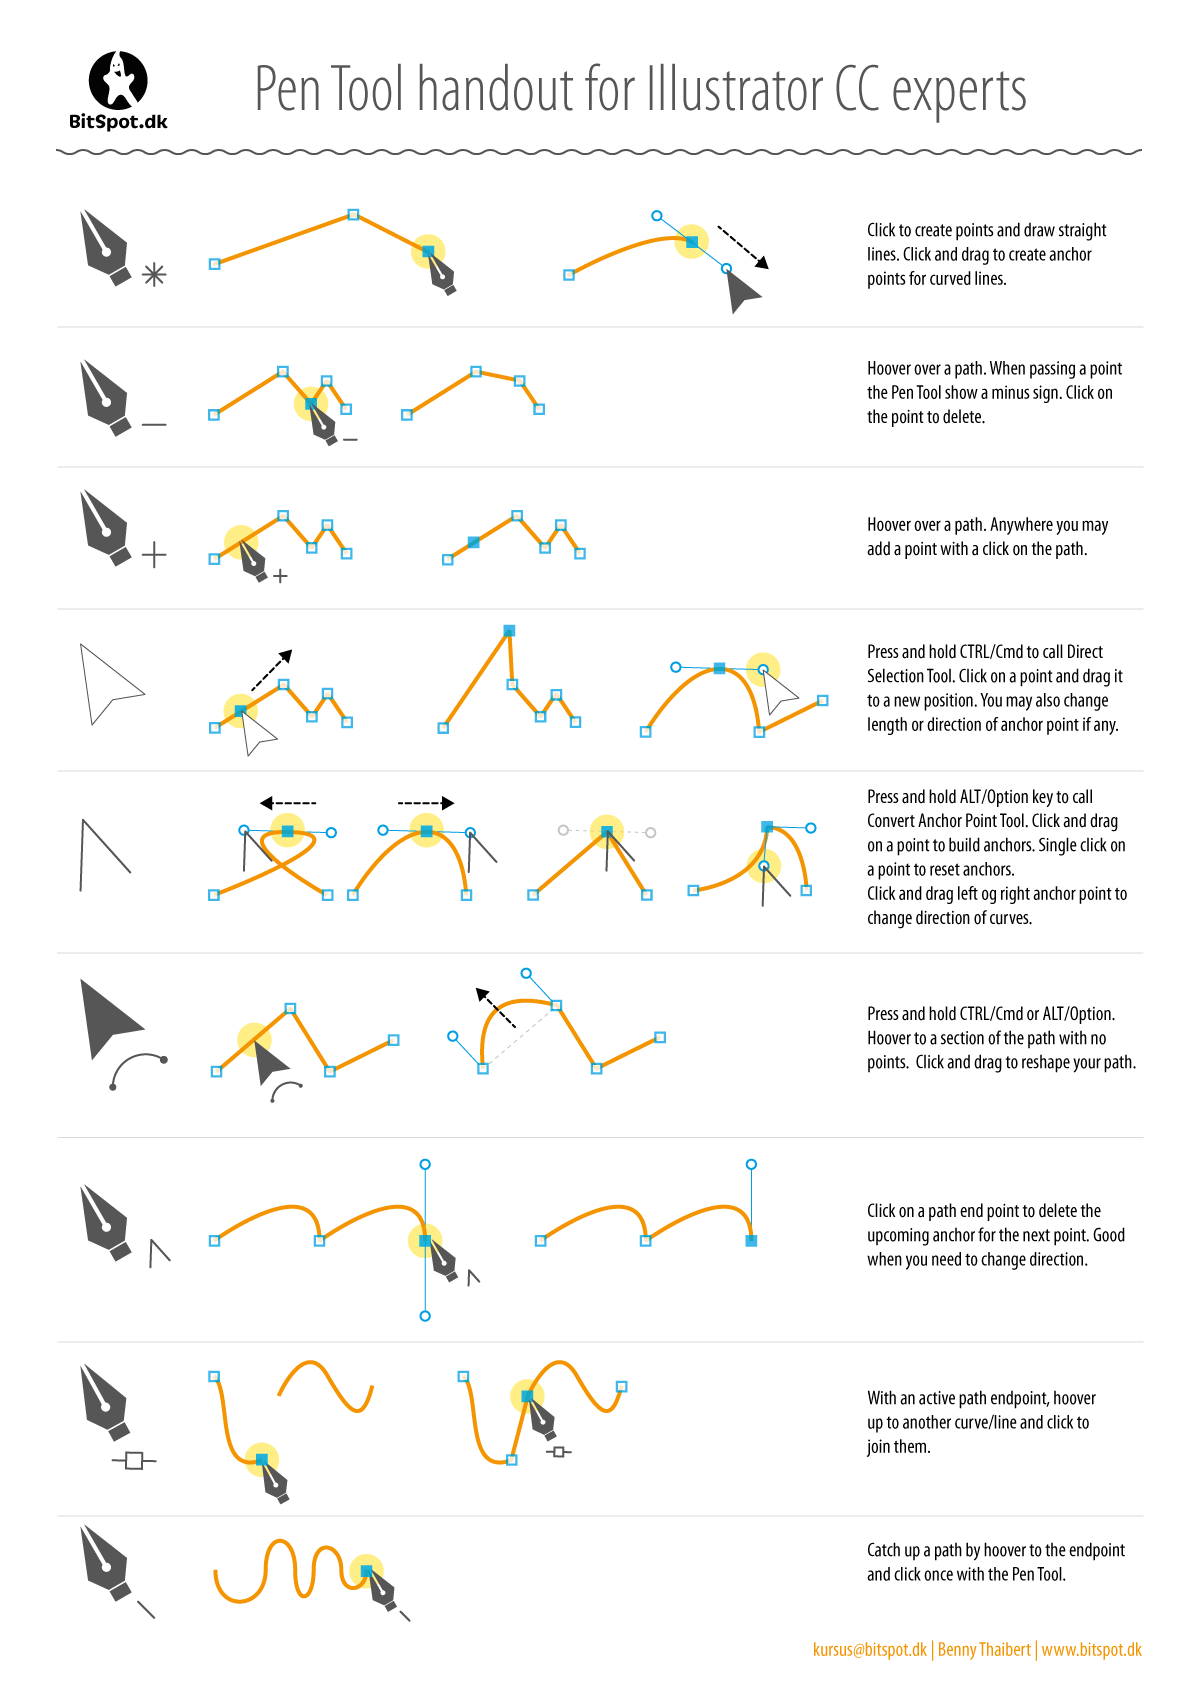 BitSpot.dk
Pen Tool handout for Illustrator CC experts
Click to create points and draw straight
lines. Click and drag to create anchor
points for curved lines.
Hoover over a path. When passing a point
the Pen Tool show a minus sign. Click on
the point to delete.
Hoover over a path. Anywhere you may
add a point with a click on the path.
Press and hold CTRL/Cmd to call Direct
Selection Tool. Click on a point and drag it
to a new position. You may also change
length or direction of anchor point if any.
Press and hold ALT/Option key to call
Convert Anchor Point Tool. Click and drag
on a point to build anchors. Single click on
a point to reset anchors.
Click and drag left og right anchor point to
change direction of curves.
Press and hold CTRL/Cmd or ALT/Option.
Hoover to a section of the path with no
points.  Click and drag to reshape your path.
Click on a path end point to delete the
upcoming anchor for the next point. Good
when you need to change direction.
With an active path endpoint, hoover
up to another curve/line and click to
join them.
Catch up a path by hoover to the endpoint
and click once with the Pen Tool.
kursus@bitspot.dk | Benny Thaibert | www.bitspot.dk